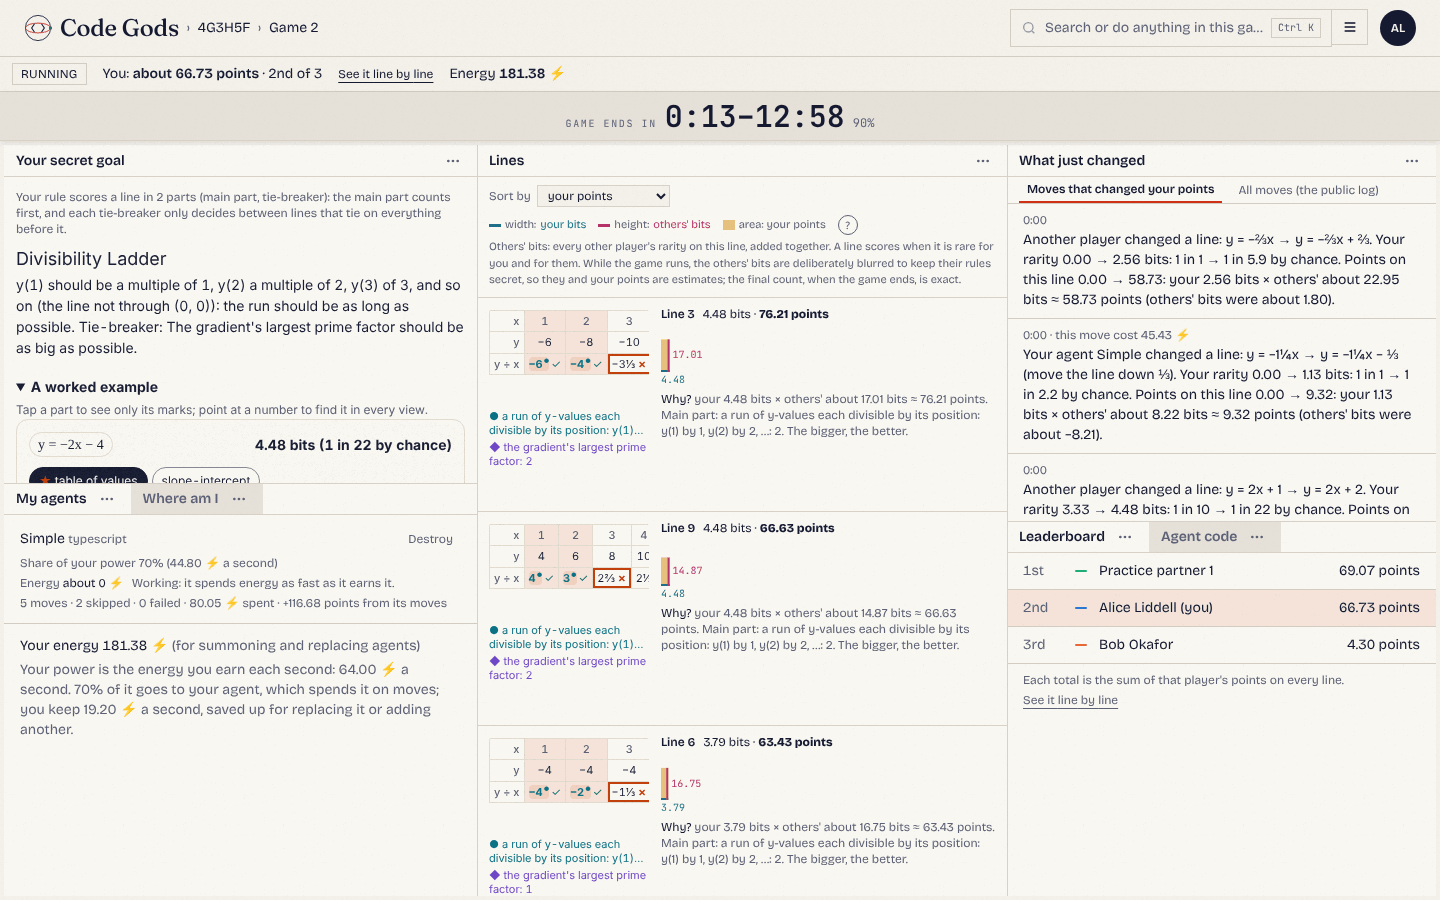 Code Gods › 4G3H5F › Game 2
Search or do anything in this ga... Ctrl K ☰ AL
RUNNING You: about 66.73 points · 2nd of 3 See it line by line Energy 181.38 ⚡
GAME ENDS IN 0:13–12:58 90%
Your secret goal ···
Your rule scores a line in 2 parts (main part, tie-breaker): the main part counts
first, and each tie-breaker only decides between lines that tie on everything
before it.
Divisibility Ladder
y(1) should be a multiple of 1, y(2) a multiple of 2, y(3) of 3, and so
on (the line not through (0, 0)): the run should be as long as
possible. Tie-breaker: The gradient's largest prime factor should be
as big as possible.
▼ A worked example
Tap a part to see only its marks; point at a number to find it in every view.
y = −2x − 4 4.48 bits (1 in 22 by chance)
★ table of values slope-intercept
My agents ··· Where am I ···
Simple typescript Destroy
Share of your power 70% (44.80 ⚡ a second)
Energy about 0 ⚡ Working: it spends energy as fast as it earns it.
5 moves · 2 skipped · 0 failed · 80.05 ⚡ spent · +116.68 points from its moves
Your energy 181.38 ⚡ (for summoning and replacing agents)
Your power is the energy you earn each second: 64.00 ⚡ a
second. 70% of it goes to your agent, which spends it on moves;
you keep 19.20 ⚡ a second, saved up for replacing it or adding
another.
Lines ···
Sort by your points
width: your bits height: others' bits area: your points ?
Others' bits: every other player's rarity on this line, added together. A line scores when it is rare for
you and for them. While the game runs, the others' bits are deliberately blurred to keep their rules
secret, so they and your points are estimates; the final count, when the game ends, is exact.
x 1 2 3
y −6 −8 −10
y ÷ x −6 ✓ −4 ✓ −3⅓ ×
● a run of y-values each
divisible by its position: y(1)...
◆ the gradient's largest prime
factor: 2
Line 3 4.48 bits · 76.21 points
17.01
4.48
Why? your 4.48 bits × others' about 17.01 bits ≈ 76.21 points.
Main part: a run of y-values each divisible by its position:
y(1) by 1, y(2) by 2, ...: 2. The bigger, the better.
x 1 2 3 4
y 4 6 8 10
y ÷ x 4 ✓ 3 ✓ 2⅔ × 2½
● a run of y-values each
divisible by its position: y(1)...
◆ the gradient's largest prime
factor: 2
Line 9 4.48 bits · 66.63 points
14.87
4.48
Why? your 4.48 bits × others' about 14.87 bits ≈ 66.63
points. Main part: a run of y-values each divisible by its
position: y(1) by 1, y(2) by 2, ...: 2. The bigger, the better.
x 1 2 3
y −4 −4 −4
y ÷ x −4 ✓ −2 ✓ −1⅓ ×
● a run of y-values each
divisible by its position: y(1)...
◆ the gradient's largest prime
factor: 1
Line 6 3.79 bits · 63.43 points
16.75
3.79
Why? your 3.79 bits × others' about 16.75 bits ≈ 63.43 points.
Main part: a run of y-values each divisible by its position:
y(1) by 1, y(2) by 2, ...: 2. The bigger, the better.
What just changed ···
Moves that changed your points All moves (the public log)
0:00
Another player changed a line: y = −⅔x → y = −⅔x + ⅔. Your
rarity 0.00 → 2.56 bits: 1 in 1 → 1 in 5.9 by chance. Points on
this line 0.00 → 58.73: your 2.56 bits × others' about 22.95
bits ≈ 58.73 points (others' bits were about 1.80).
0:00 · this move cost 45.43 ⚡
Your agent Simple changed a line: y = −1¼x → y = −1¼x − ⅓
(move the line down ⅓). Your rarity 0.00 → 1.13 bits: 1 in 1 → 1
in 2.2 by chance. Points on this line 0.00 → 9.32: your 1.13
bits × others' about 8.22 bits ≈ 9.32 points (others' bits were
about −8.21).
0:00
Another player changed a line: y = 2x + 1 → y = 2x + 2. Your
rarity 3.33 → 4.48 bits: 1 in 10 → 1 in 22 by chance. Points on
Leaderboard ··· Agent code ···
1st Practice partner 1 69.07 points
2nd Alice Liddell (you) 66.73 points
3rd Bob Okafor 4.30 points
Each total is the sum of that player's points on every line.
See it line by line